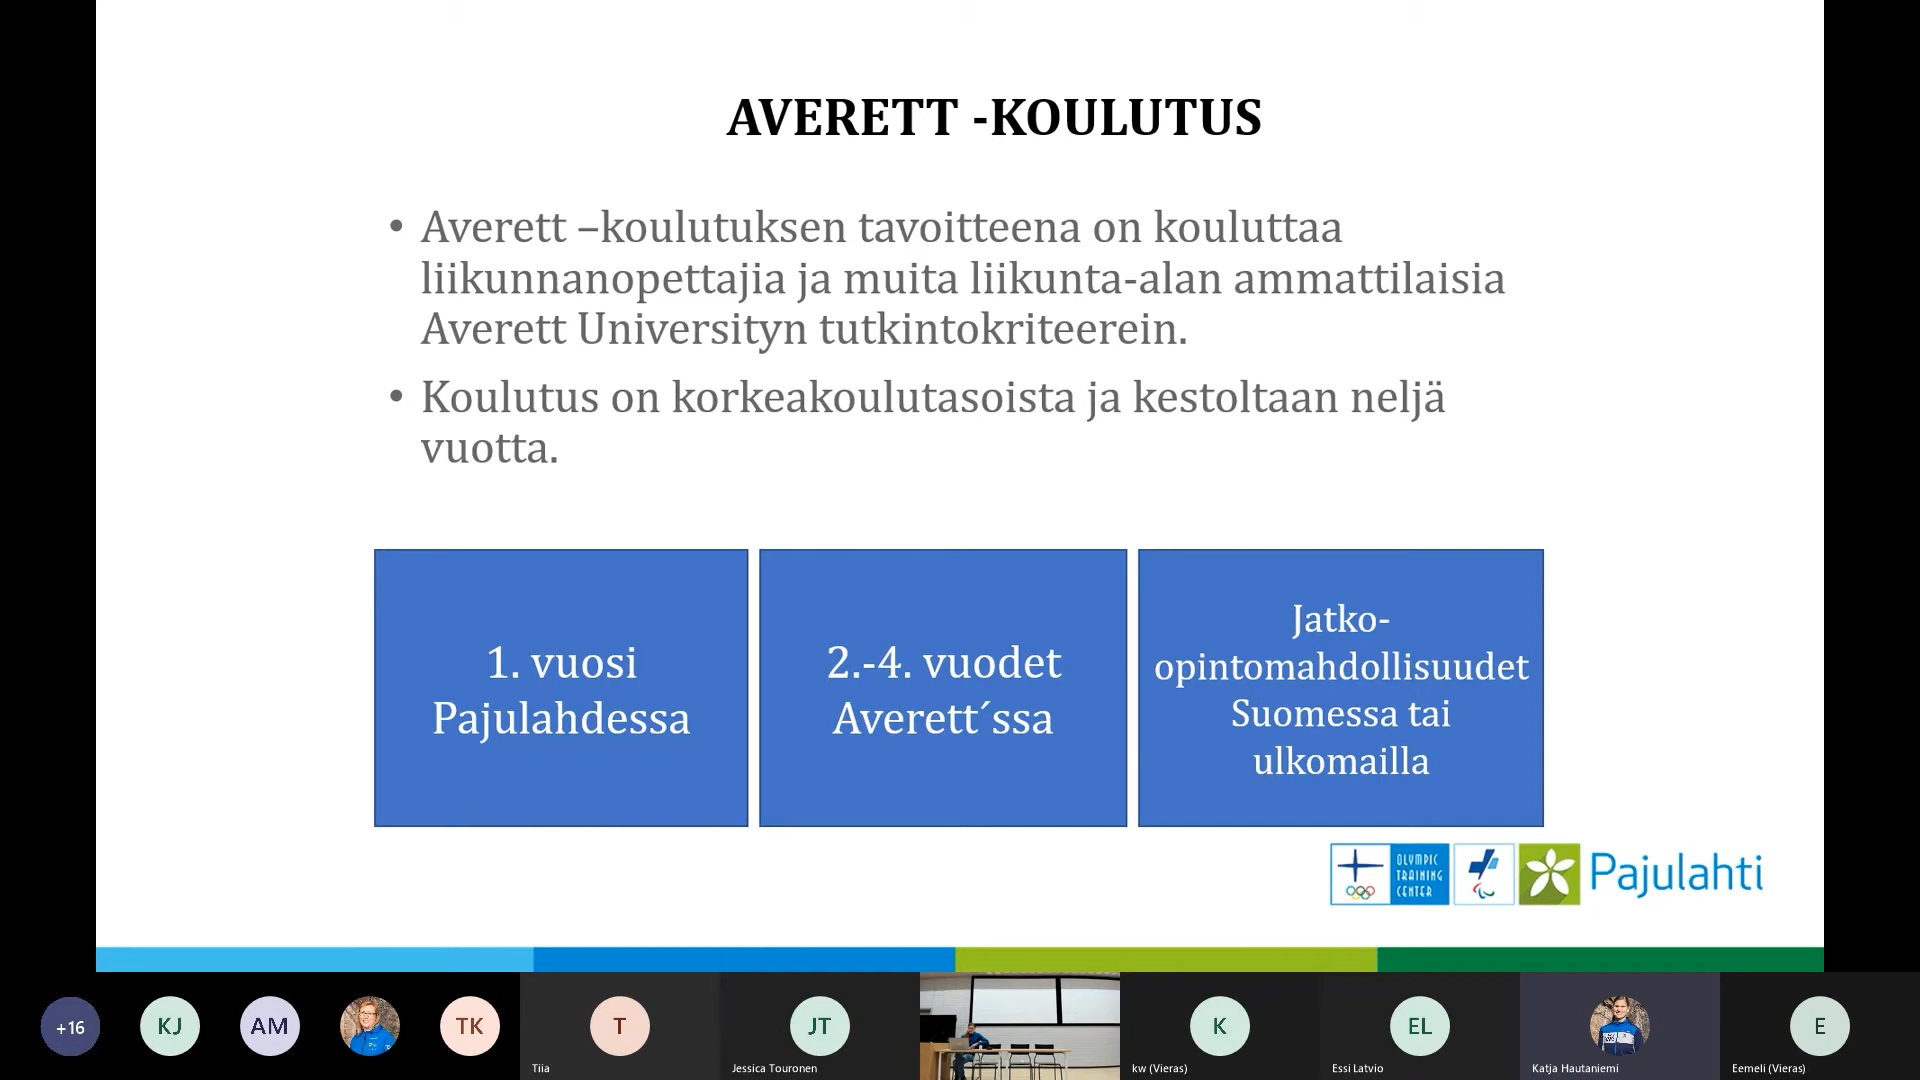 AVERETT -KOULUTUS
• Averett –koulutuksen tavoitteena on kouluttaa
liikunnanopettajia ja muita liikunta-alan ammattilaisia
Averett Universityn tutkintokriteerein.
• Koulutus on korkeakoulutasoista ja kestoltaan neljä
vuotta.
1. vuosi
Pajulahdessa
2.-4. vuodet
Averett´ssa
Jatko-
opintomahdollisuudet
Suomessa tai
ulkomailla
OLYMPIC
TRAINING
CENTER
Pajulahti
+16
KJ
AM
TK
T
Tiia
JT
Jessica Touronen
K
kw (Vieras)
EL
Essi Latvio
Katja Hautaniemi
E
Eemeli (Vieras)